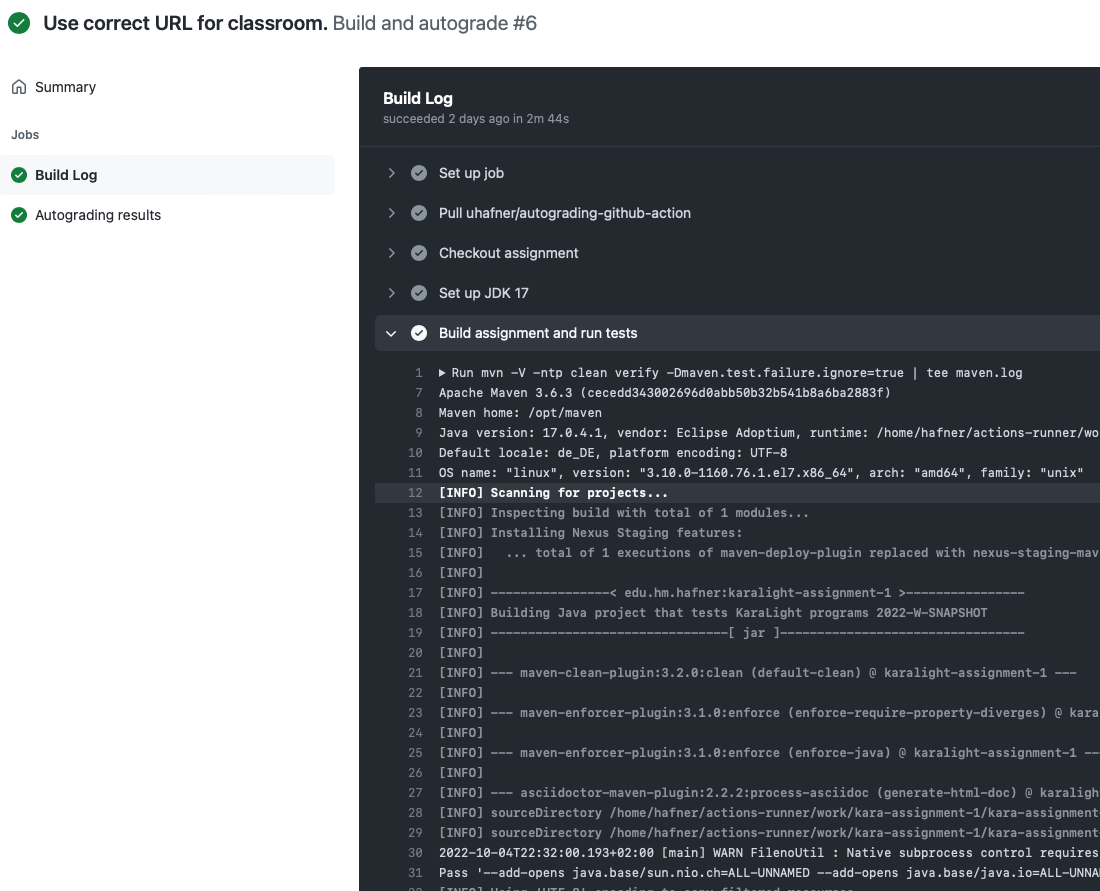 Use correct URL for classroom. Build and autograde #6
Summary
Jobs
Build Log
Autograding results
Build Log
succeeded 2 days ago in 2m 44s
Set up job
Pull uhafner/autograding-github-action
Checkout assignment
Set up JDK 17
Build assignment and run tests
1 Run mvn -V -ntp clean verify -Dmaven.test.failure.ignore=true | tee maven.log
7 Apache Maven 3.6.3 (cecedd343002696d0abb50b32b541b8a6ba2883f)
8 Maven home: /opt/maven
9 Java version: 17.0.4.1, vendor: Eclipse Adoptium, runtime: /home/hafner/actions-runner/wo
10 Default locale: de_DE, platform encoding: UTF-8
11 OS name: "linux", version: "3.10.0-1160.76.1.el7.x86_64", arch: "amd64", family: "unix"
12 [INFO] Scanning for projects...
13 [INFO] Inspecting build with total of 1 modules...
14 [INFO] Installing Nexus Staging features:
15 [INFO]   ... total of 1 executions of maven-deploy-plugin replaced with nexus-staging-mav
16 [INFO]
17 [INFO] ----------------< edu.hm.hafner:karalight-assignment-1 >----------------
18 [INFO] Building Java project that tests KaraLight programs 2022-W-SNAPSHOT
19 [INFO] --------------------------------[ jar ]---------------------------------
20 [INFO]
21 [INFO] --- maven-clean-plugin:3.2.0:clean (default-clean) @ karalight-assignment-1 ---
22 [INFO]
23 [INFO] --- maven-enforcer-plugin:3.1.0:enforce (enforce-require-property-diverges) @ kara
24 [INFO]
25 [INFO] --- maven-enforcer-plugin:3.1.0:enforce (enforce-java) @ karalight-assignment-1 --
26 [INFO]
27 [INFO] --- asciidoctor-maven-plugin:2.2.2:process-asciidoc (generate-html-doc) @ karaligh
28 [INFO] sourceDirectory /home/hafner/actions-runner/work/kara-assignment-1/kara-assignment
29 [INFO] sourceDirectory /home/hafner/actions-runner/work/kara-assignment-1/kara-assignment
30 2022-10-04T22:32:00.193+02:00 [main] WARN FilenoUtil : Native subprocess control requires
31 Pass '--add-opens java.base/sun.nio.ch=ALL-UNNAMED --add-opens java.base/java.io=ALL-UNNA